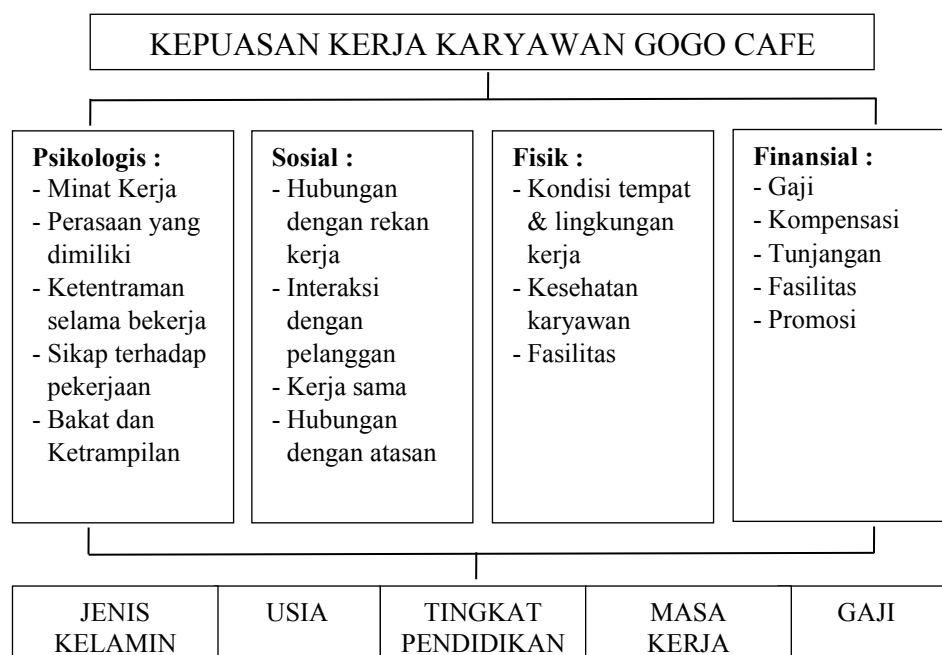 KEPUASAN KERJA KARYAWAN GOGO CAFE
Psikologis :
- Minat Kerja
- Perasaan yang
dimiliki
- Ketentraman
selama bekerja
- Sikap terhadap
pekerjaan
- Bakat dan
Ketrampilan
Sosial :
- Hubungan
dengan rekan
kerja
- Interaksi
dengan
pelanggan
- Kerja sama
- Hubungan
dengan atasan
Fisik :
- Kondisi tempat
& lingkungan
kerja
- Kesehatan
karyawan
- Fasilitas
Finansial :
- Gaji
- Kompensasi
- Tunjangan
- Fasilitas
- Promosi
JENIS
KELAMIN
USIA
TINGKAT
PENDIDIKAN
MASA
KERJA
GAJI